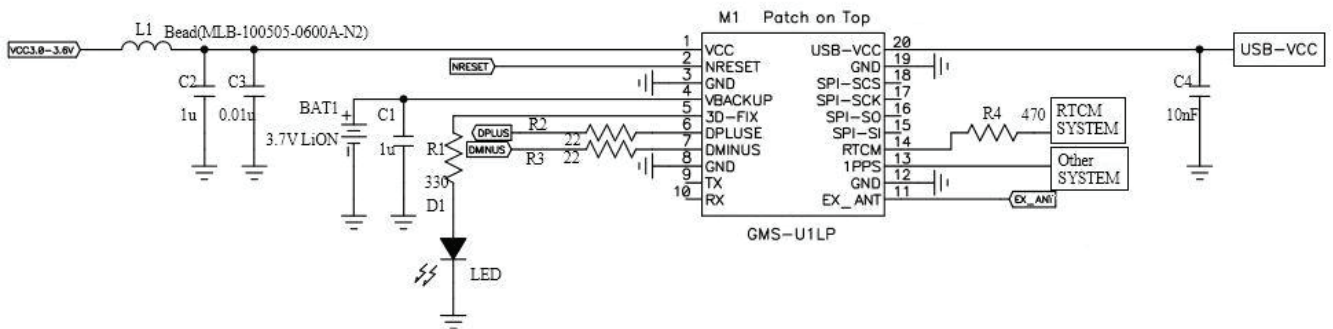 M1 Patch on Top
L1 Bead(MLB-100505-0600A-N2)
VCC3.0-3.6V
C2
1u
C3
0.01u
NRESET
BAT1
+
3.7V LiON
C1
1u
R1
330
D1
LED
DPLUS
R2
22
DMINUS
R3
22
1 VCC
2 NRESET
3 GND
4 VBACKUP
5 3D-FIX
6 DPLUSE
7 DMINUS
8 GND
9 TX
10 RX
USB-VCC 20
GND 19
SPI-SCS 18
SPI-SCK 17
SPI-SO 16
SPI-SI 15
RTCM 14
1PPS 13
GND 12
EX_ANT 11
GMS-U1LP
R4 470
RTCM
SYSTEM
Other
SYSTEM
EX_ANT
C4
10nF
USB-VCC